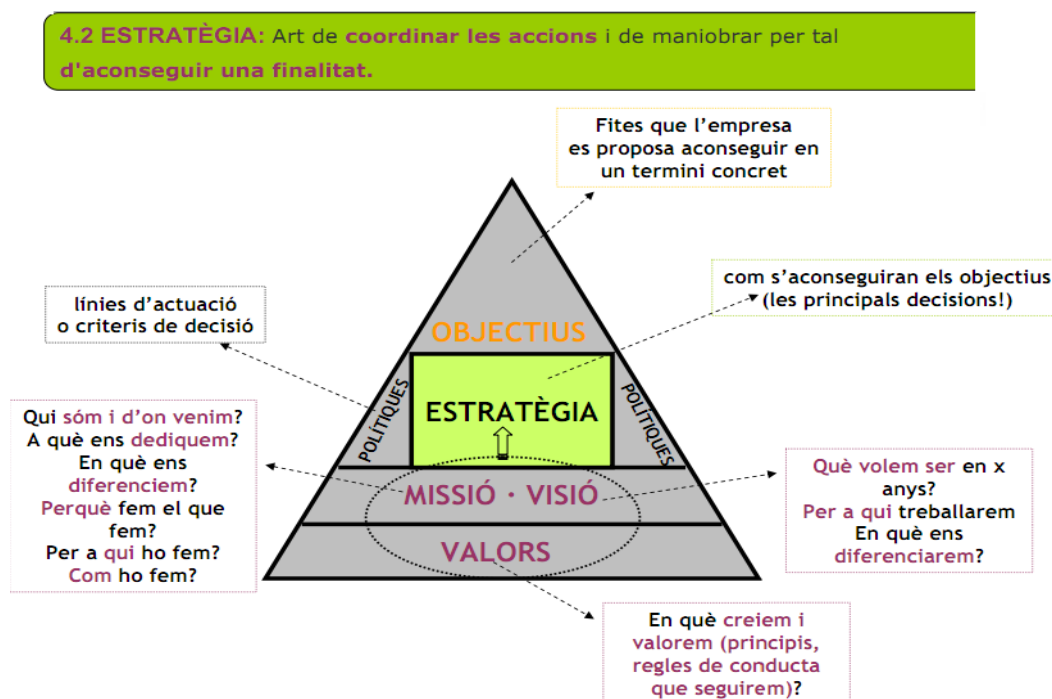 4.2 ESTRATÈGIA: Art de coordinar les accions i de maniobrar per tal
d'aconseguir una finalitat.
Fites que l'empresa
es proposa aconseguir en
un termini concret
com s'aconseguiran els objectius
(les principals decisions!)
línies d'actuació
o criteris de decisió
OBJECTIUS
POLÍTIQUES
ESTRATÈGIA
POLÍTIQUES
Qui sóm i d'on venim?
A què ens dediquem?
En què ens
diferenciem?
Perquè fem el que
fem?
Per a qui ho fem?
Com ho fem?
MISSIÓ · VISIÓ
Què volem ser en x
anys?
Per a qui treballarem
En què ens
diferenciarem?
VALORS
En què creiem i
valorem (principis,
regles de conducta
que seguirem)?